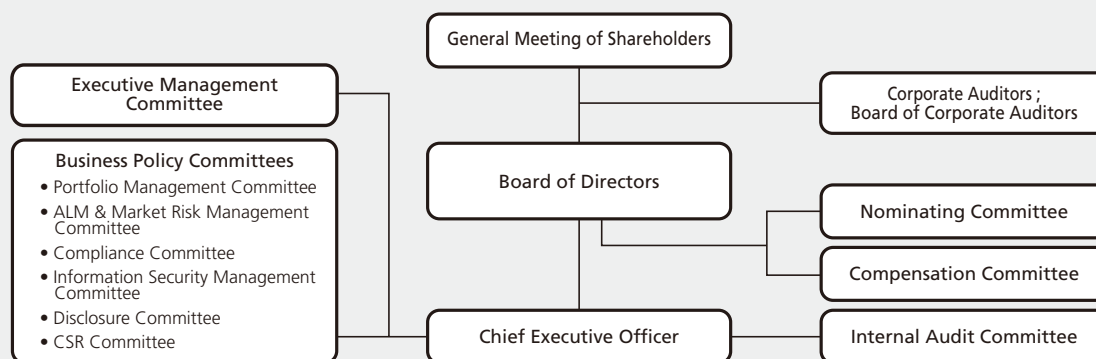 General Meeting of Shareholders
Executive Management
Committee
Corporate Auditors ;
Board of Corporate Auditors
Business Policy Committees
• Portfolio Management Committee
• ALM & Market Risk Management
Committee
• Compliance Committee
• Information Security Management
Committee
• Disclosure Committee
• CSR Committee
Board of Directors
Nominating Committee
Compensation Committee
Chief Executive Officer
Internal Audit Committee